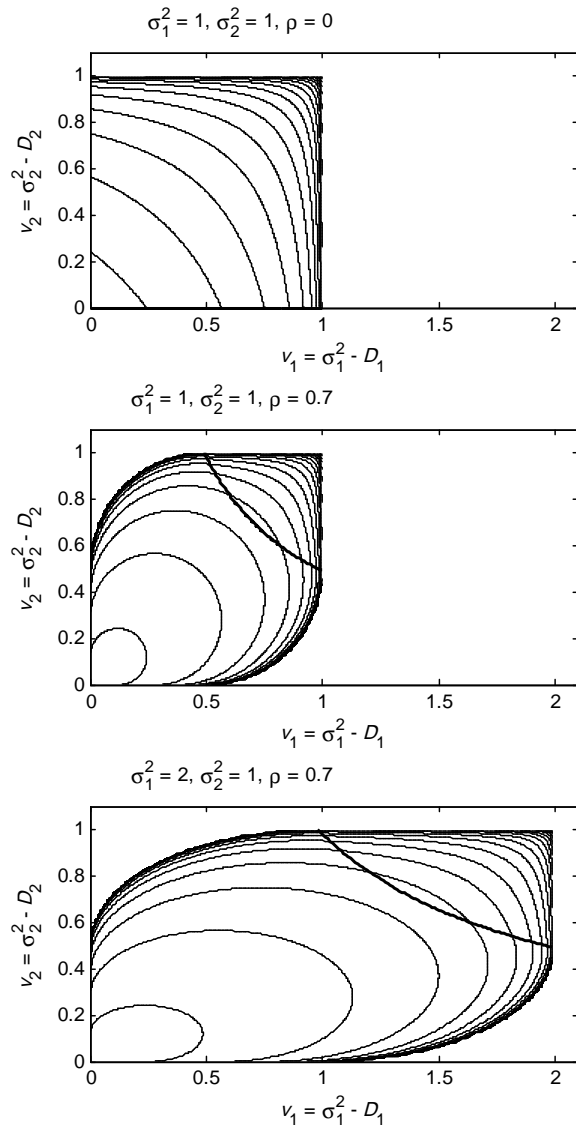 σ₁² = 1, σ₂² = 1, ρ = 0
1
0.8
0.6
0.4
0.2
0
v₂ = σ₂² - D₂
0 0.5 1 1.5 2
v₁ = σ₁² - D₁
σ₁² = 1, σ₂² = 1, ρ = 0.7
1
0.8
0.6
0.4
0.2
0
v₂ = σ₂² - D₂
0 0.5 1 1.5 2
v₁ = σ₁² - D₁
σ₁² = 2, σ₂² = 1, ρ = 0.7
1
0.8
0.6
0.4
0.2
0
v₂ = σ₂² - D₂
0 0.5 1 1.5 2
v₁ = σ₁² - D₁